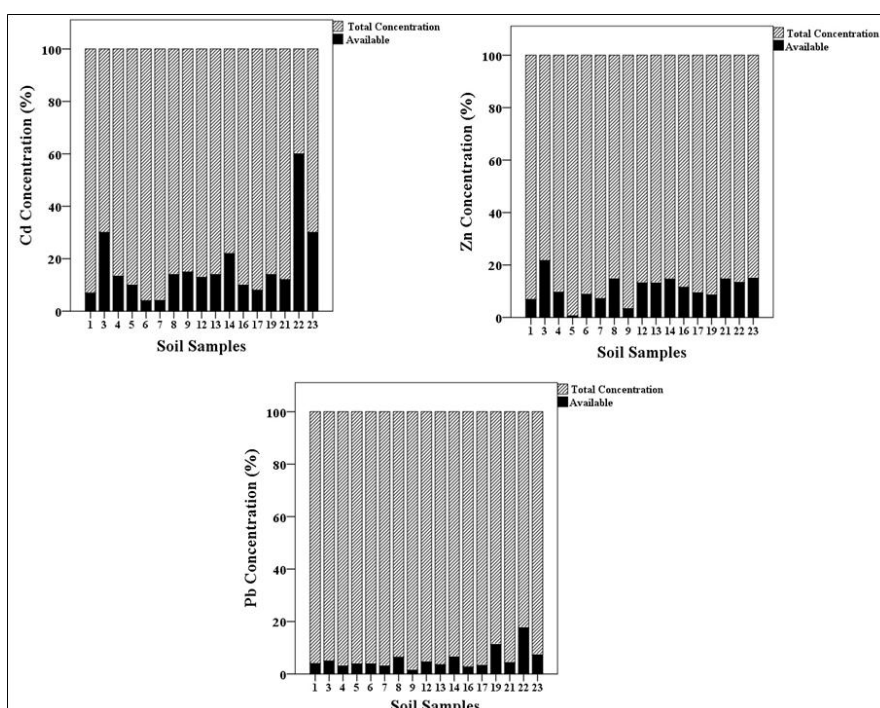 Total Concentration
Available
100
80
60
40
20
0
Cd Concentration (%)
1 3 4 5 6 7 8 9 12 13 14 16 17 19 21 22 23
Soil Samples
Total Concentration
Available
100
80
60
40
20
0
Zn Concentration (%)
1 3 4 5 6 7 8 9 12 13 14 16 17 19 21 22 23
Soil Samples
Total Concentration
Available
100
80
60
40
20
0
Pb Concentration (%)
1 3 4 5 6 7 8 9 12 13 14 16 17 19 21 22 23
Soil Samples